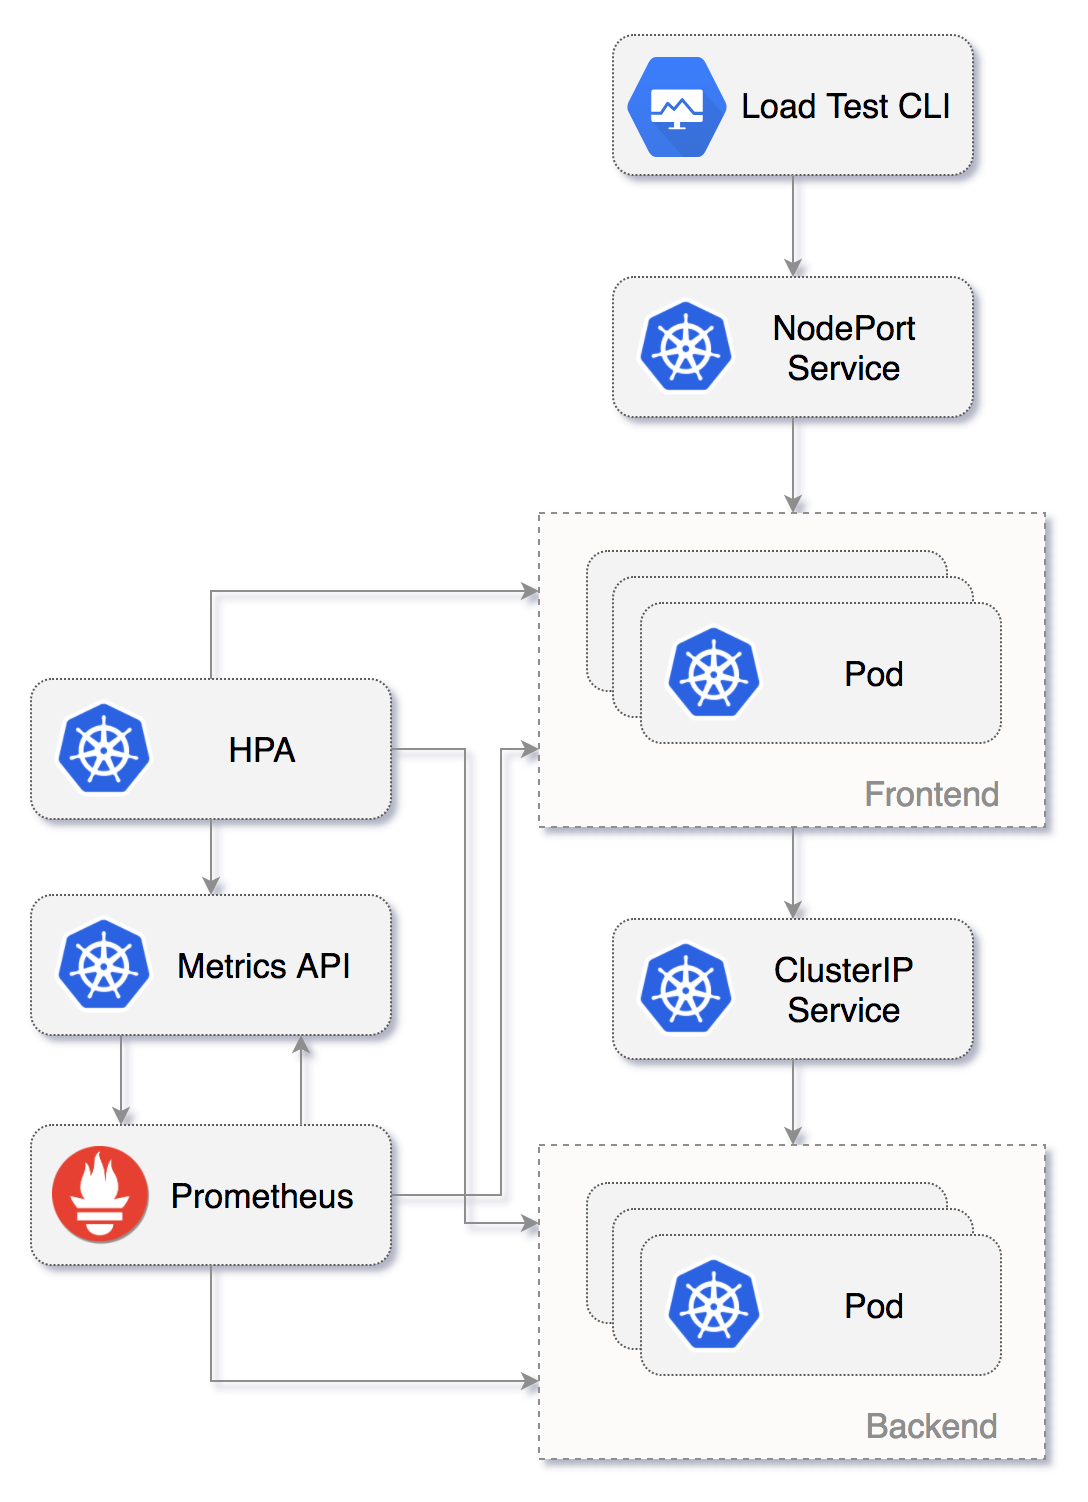 Load Test CLI
NodePort
Service
Pod
Frontend
HPA
Metrics API
ClusterIP
Service
Prometheus
Pod
Backend